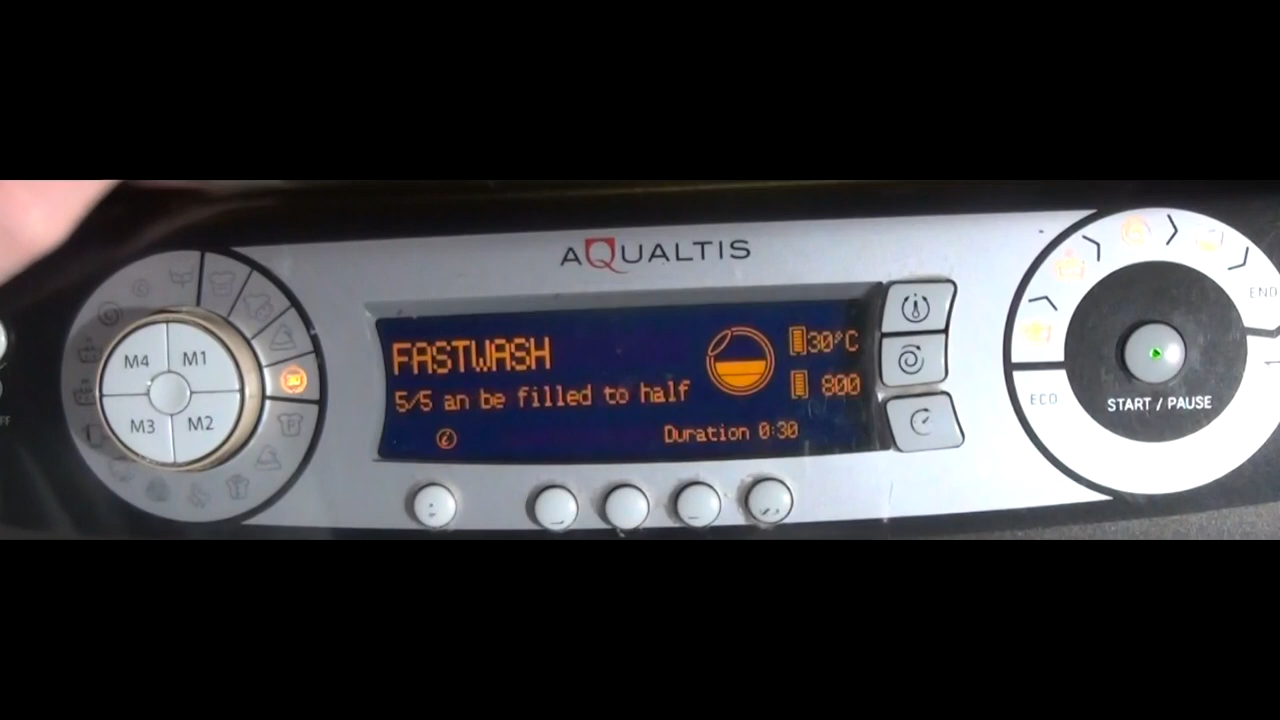 AQUALTIS
M4 M1
M3 M2
FASTWASH
5/5 an be filled to half
Duration 0:30
30°C
800
END
ECO
START / PAUSE
FF